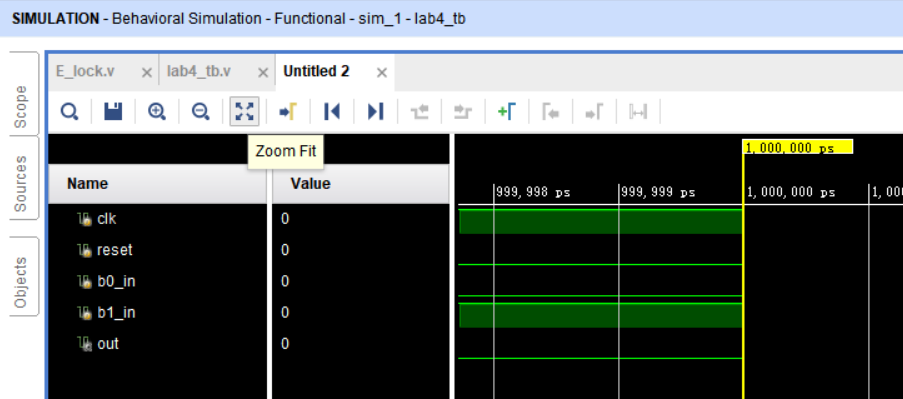 SIMULATION - Behavioral Simulation - Functional - sim_1 - lab4_tb
Scope
Sources
Objects
E_lock.v × lab4_tb.v × Untitled 2 ×
Zoom Fit
1,000,000 ps
Name Value
999,998 ps 999,999 ps 1,000,000 ps 1,00
clk 0
reset 0
b0_in 0
b1_in 0
out 0